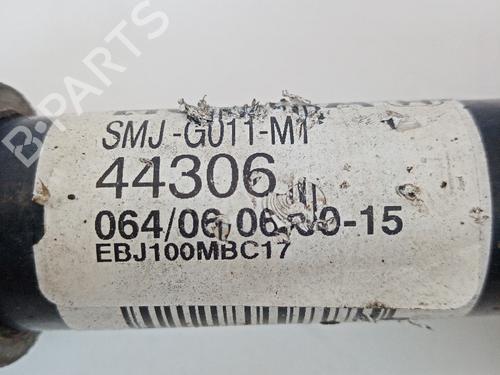 SMJ-G011-M1
44306
064/06 06 00-15
EBJ100MBC17
B-PARTS